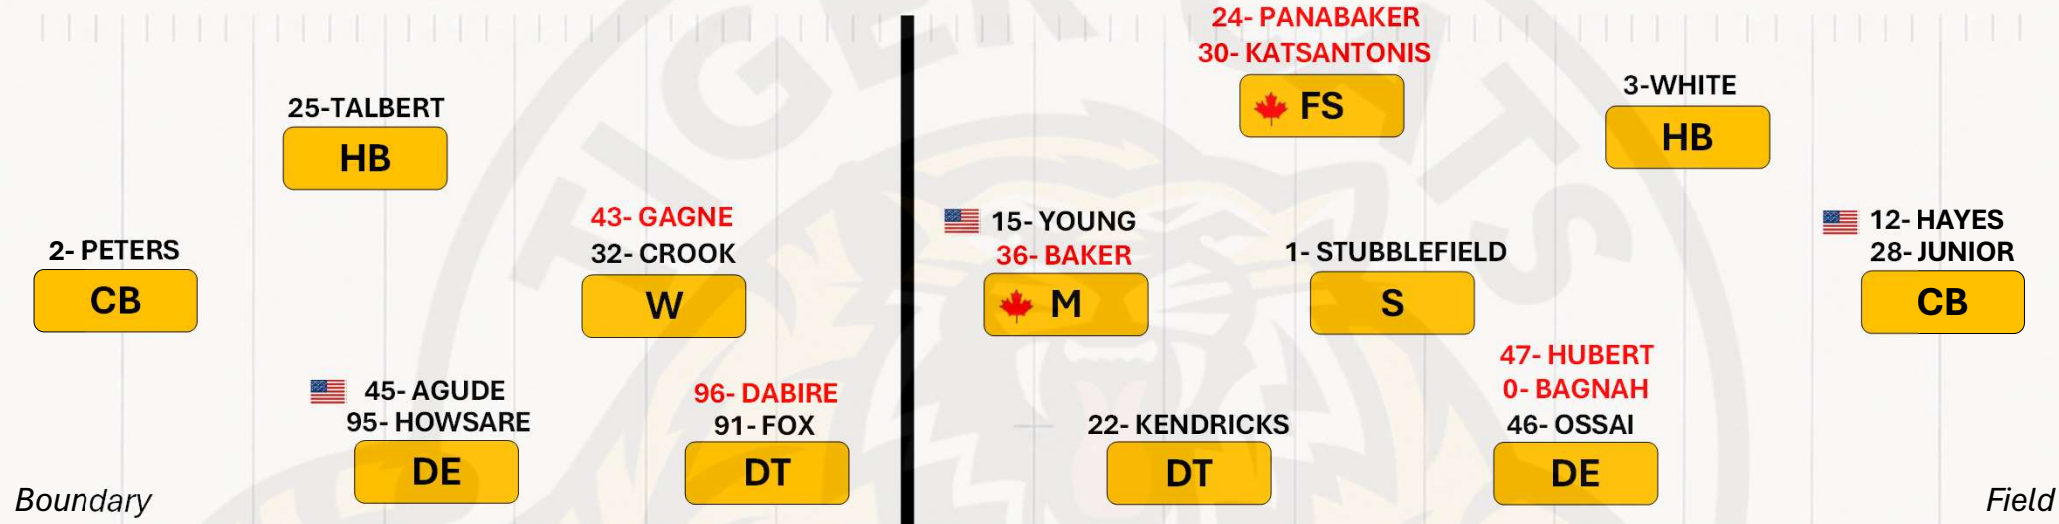 24- PANABAKER
30- KATSANTONIS
FS
25-TALBERT
HB
3-WHITE
HB
2- PETERS
CB
43- GAGNE
32- CROOK
W
15- YOUNG
36- BAKER
M
1- STUBBLEFIELD
S
12- HAYES
28- JUNIOR
CB
45- AGUDE
95- HOWSARE
DE
96- DABIRE
91- FOX
DT
22- KENDRICKS
DT
47- HUBERT
0- BAGNAH
46- OSSAI
DE
Boundary
Field
TIGER-CATS